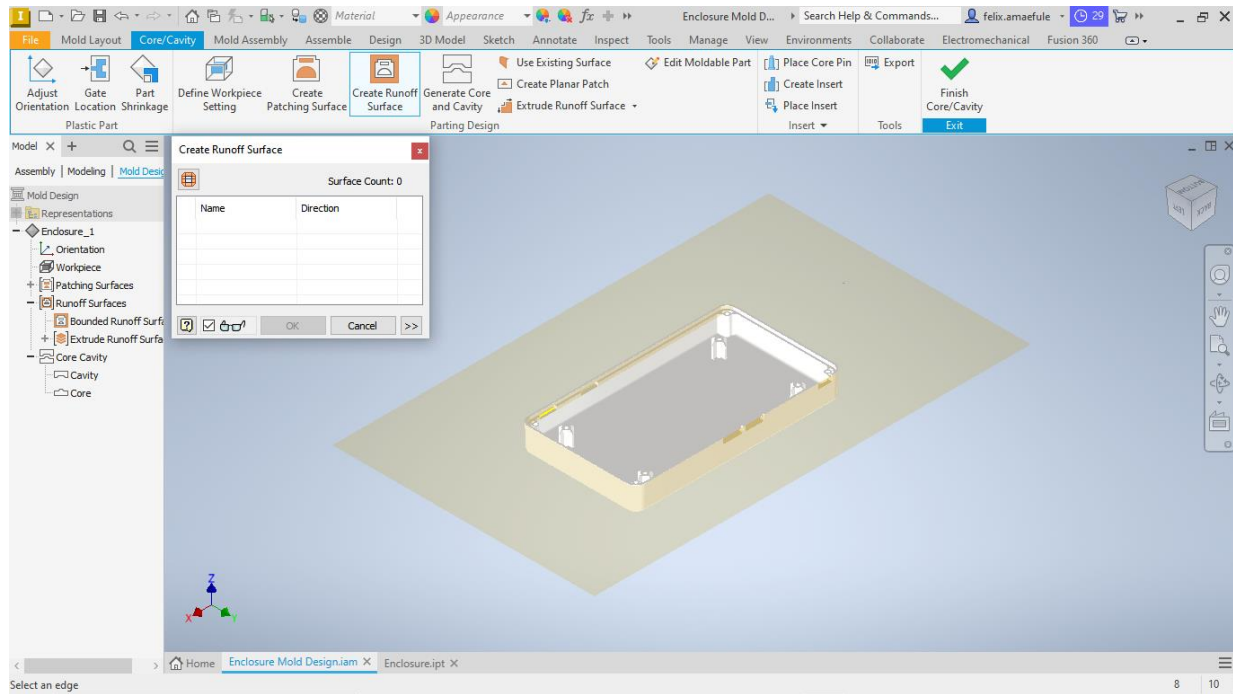 I Material Appearance fx Enclosure Mold D... Search Help & Commands... felix.amaefule 29
File Mold Layout Core/Cavity Mold Assembly Assemble Design 3D Model Sketch Annotate Inspect Tools Manage View Environments Collaborate Electromechanical Fusion 360
Adjust Orientation
Gate Location
Part Shrinkage
Plastic Part
Define Workpiece Setting
Create Patching Surface
Create Runoff Surface
Generate Core and Cavity
Use Existing Surface
Create Planar Patch
Extrude Runoff Surface
Parting Design
Edit Moldable Part
Place Core Pin
Create Insert
Place Insert
Insert
Export
Tools
Finish Core/Cavity
Exit
Model
Assembly | Modeling | Mold Desig
Mold Design
Representations
Enclosure_1
Orientation
Workpiece
Patching Surfaces
Runoff Surfaces
Bounded Runoff Surfa
Extrude Runoff Surfa
Core Cavity
Cavity
Core
Create Runoff Surface
Surface Count: 0
Name Direction
OK Cancel >>
Z
X Y
Home Enclosure Mold Design.iam Enclosure.ipt
Select an edge 8 10